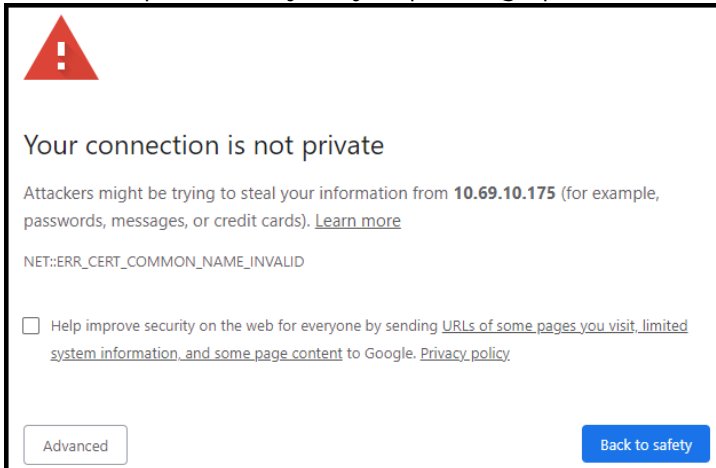 Your connection is not private
Attackers might be trying to steal your information from 10.69.10.175 (for example,
passwords, messages, or credit cards). Learn more
NET::ERR_CERT_COMMON_NAME_INVALID
Help improve security on the web for everyone by sending URLs of some pages you visit, limited
system information, and some page content to Google. Privacy policy
Advanced
Back to safety